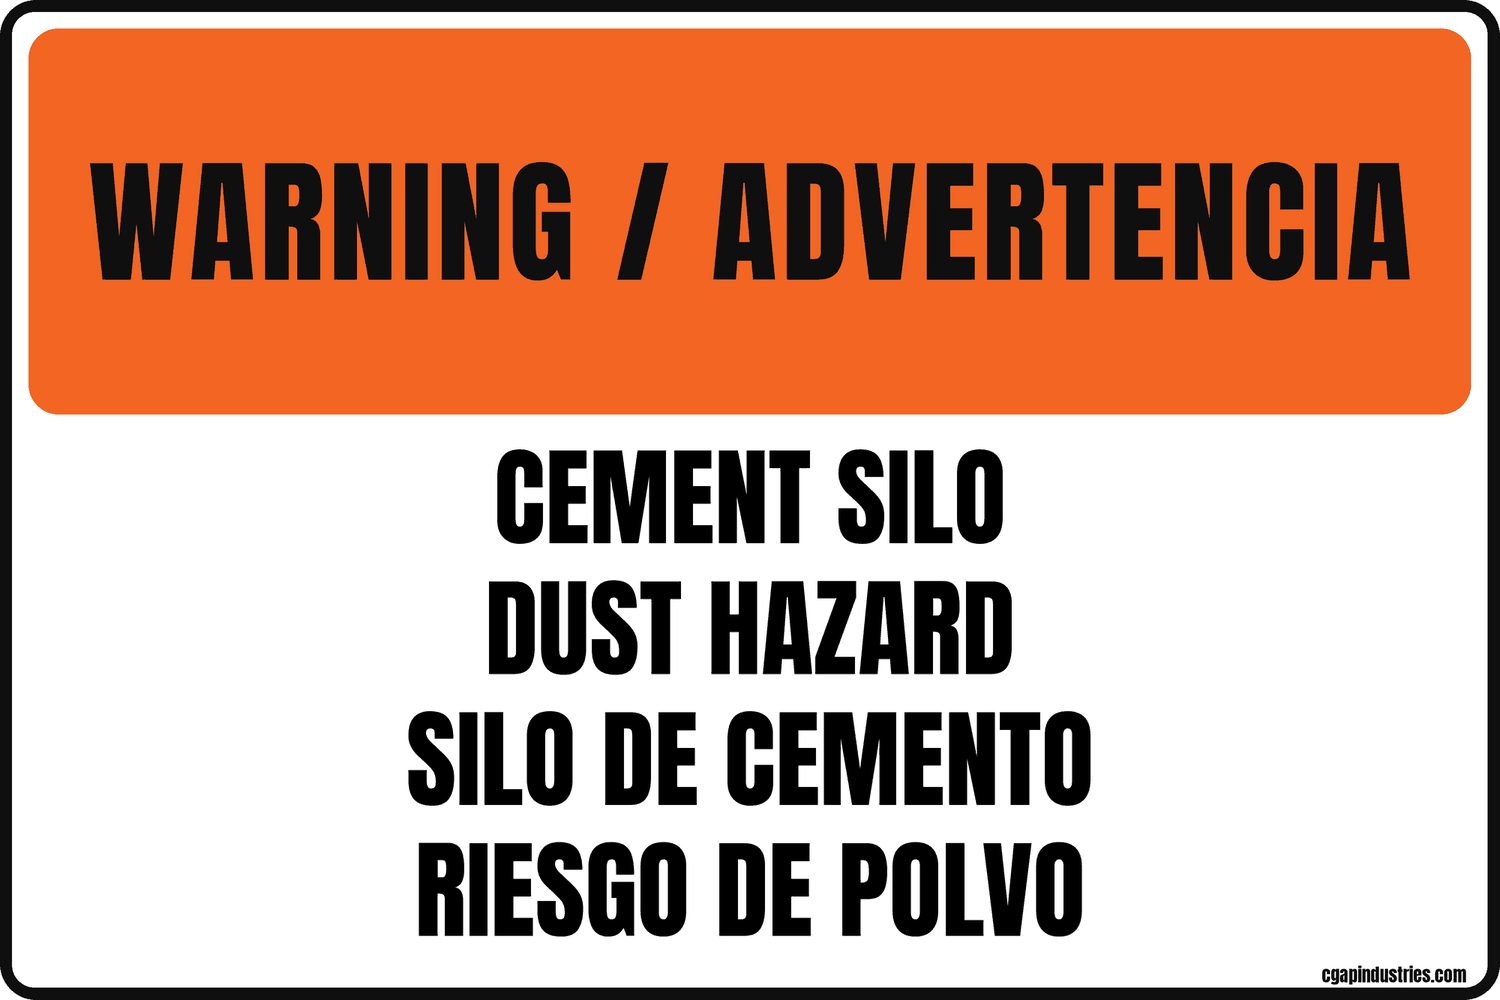 WARNING / ADVERTENCIA
CEMENT SILO
DUST HAZARD
SILO DE CEMENTO
RIESGO DE POLVO
cgapindustries.com